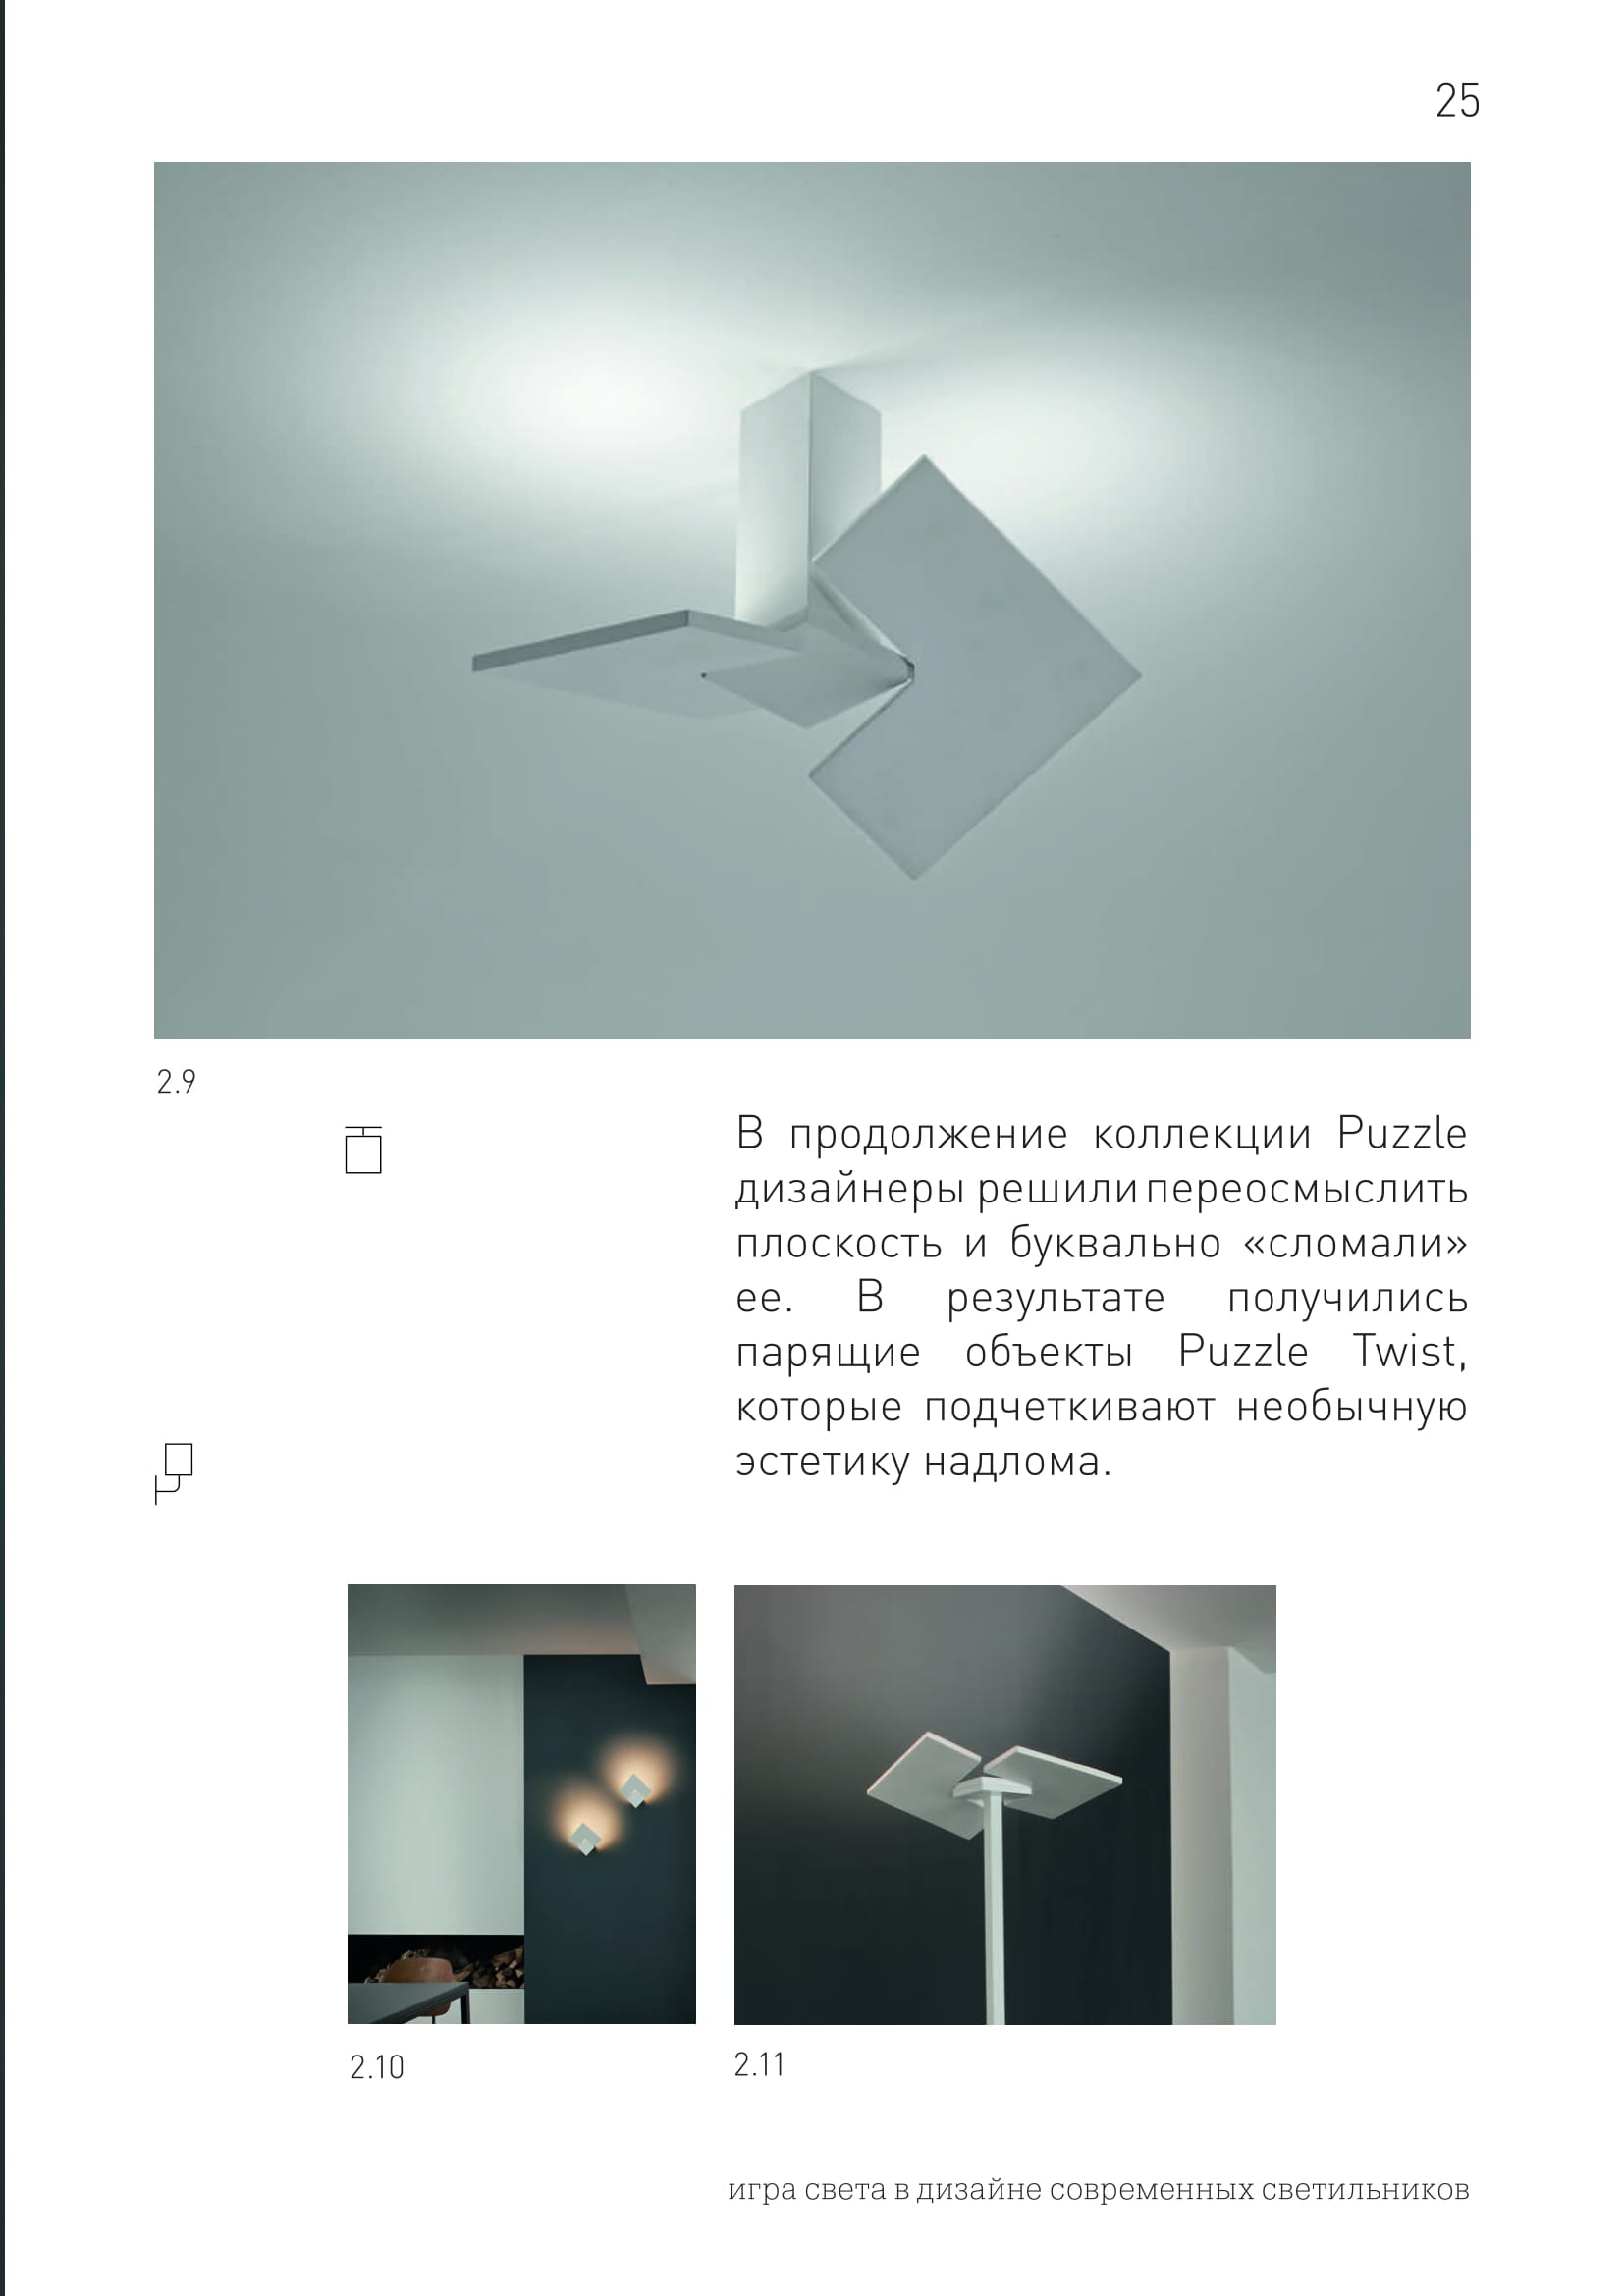 25
2.9
В продолжение коллекции Puzzle
дизайнеры решили переосмыслить
плоскость и буквально «сломали»
ее. В результате получились
парящие объекты Puzzle Twist,
которые подчеткивают необычную
эстетику надлома.
2.10
2.11
игра света в дизайне современных светильников